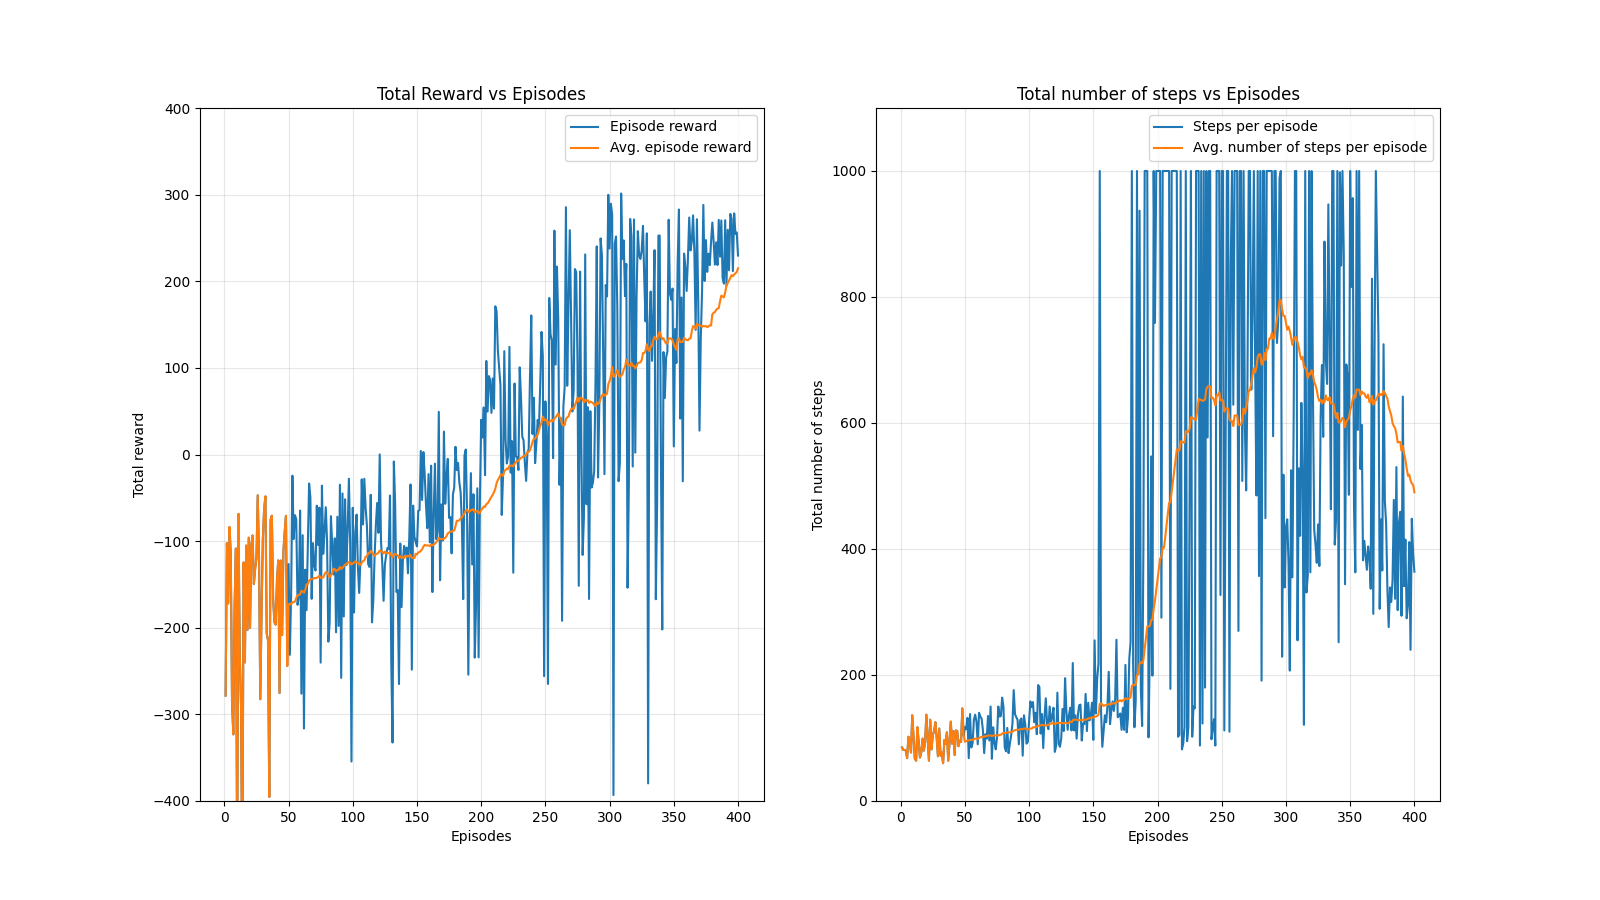 Total Reward vs Episodes
400
300
200
100
0
−100
−200
−300
−400
Total reward
0 50 100 150 200 250 300 350 400
Episodes
Episode reward
Avg. episode reward
Total number of steps vs Episodes
1000
800
600
400
200
0
Total number of steps
0 50 100 150 200 250 300 350 400
Episodes
Steps per episode
Avg. number of steps per episode